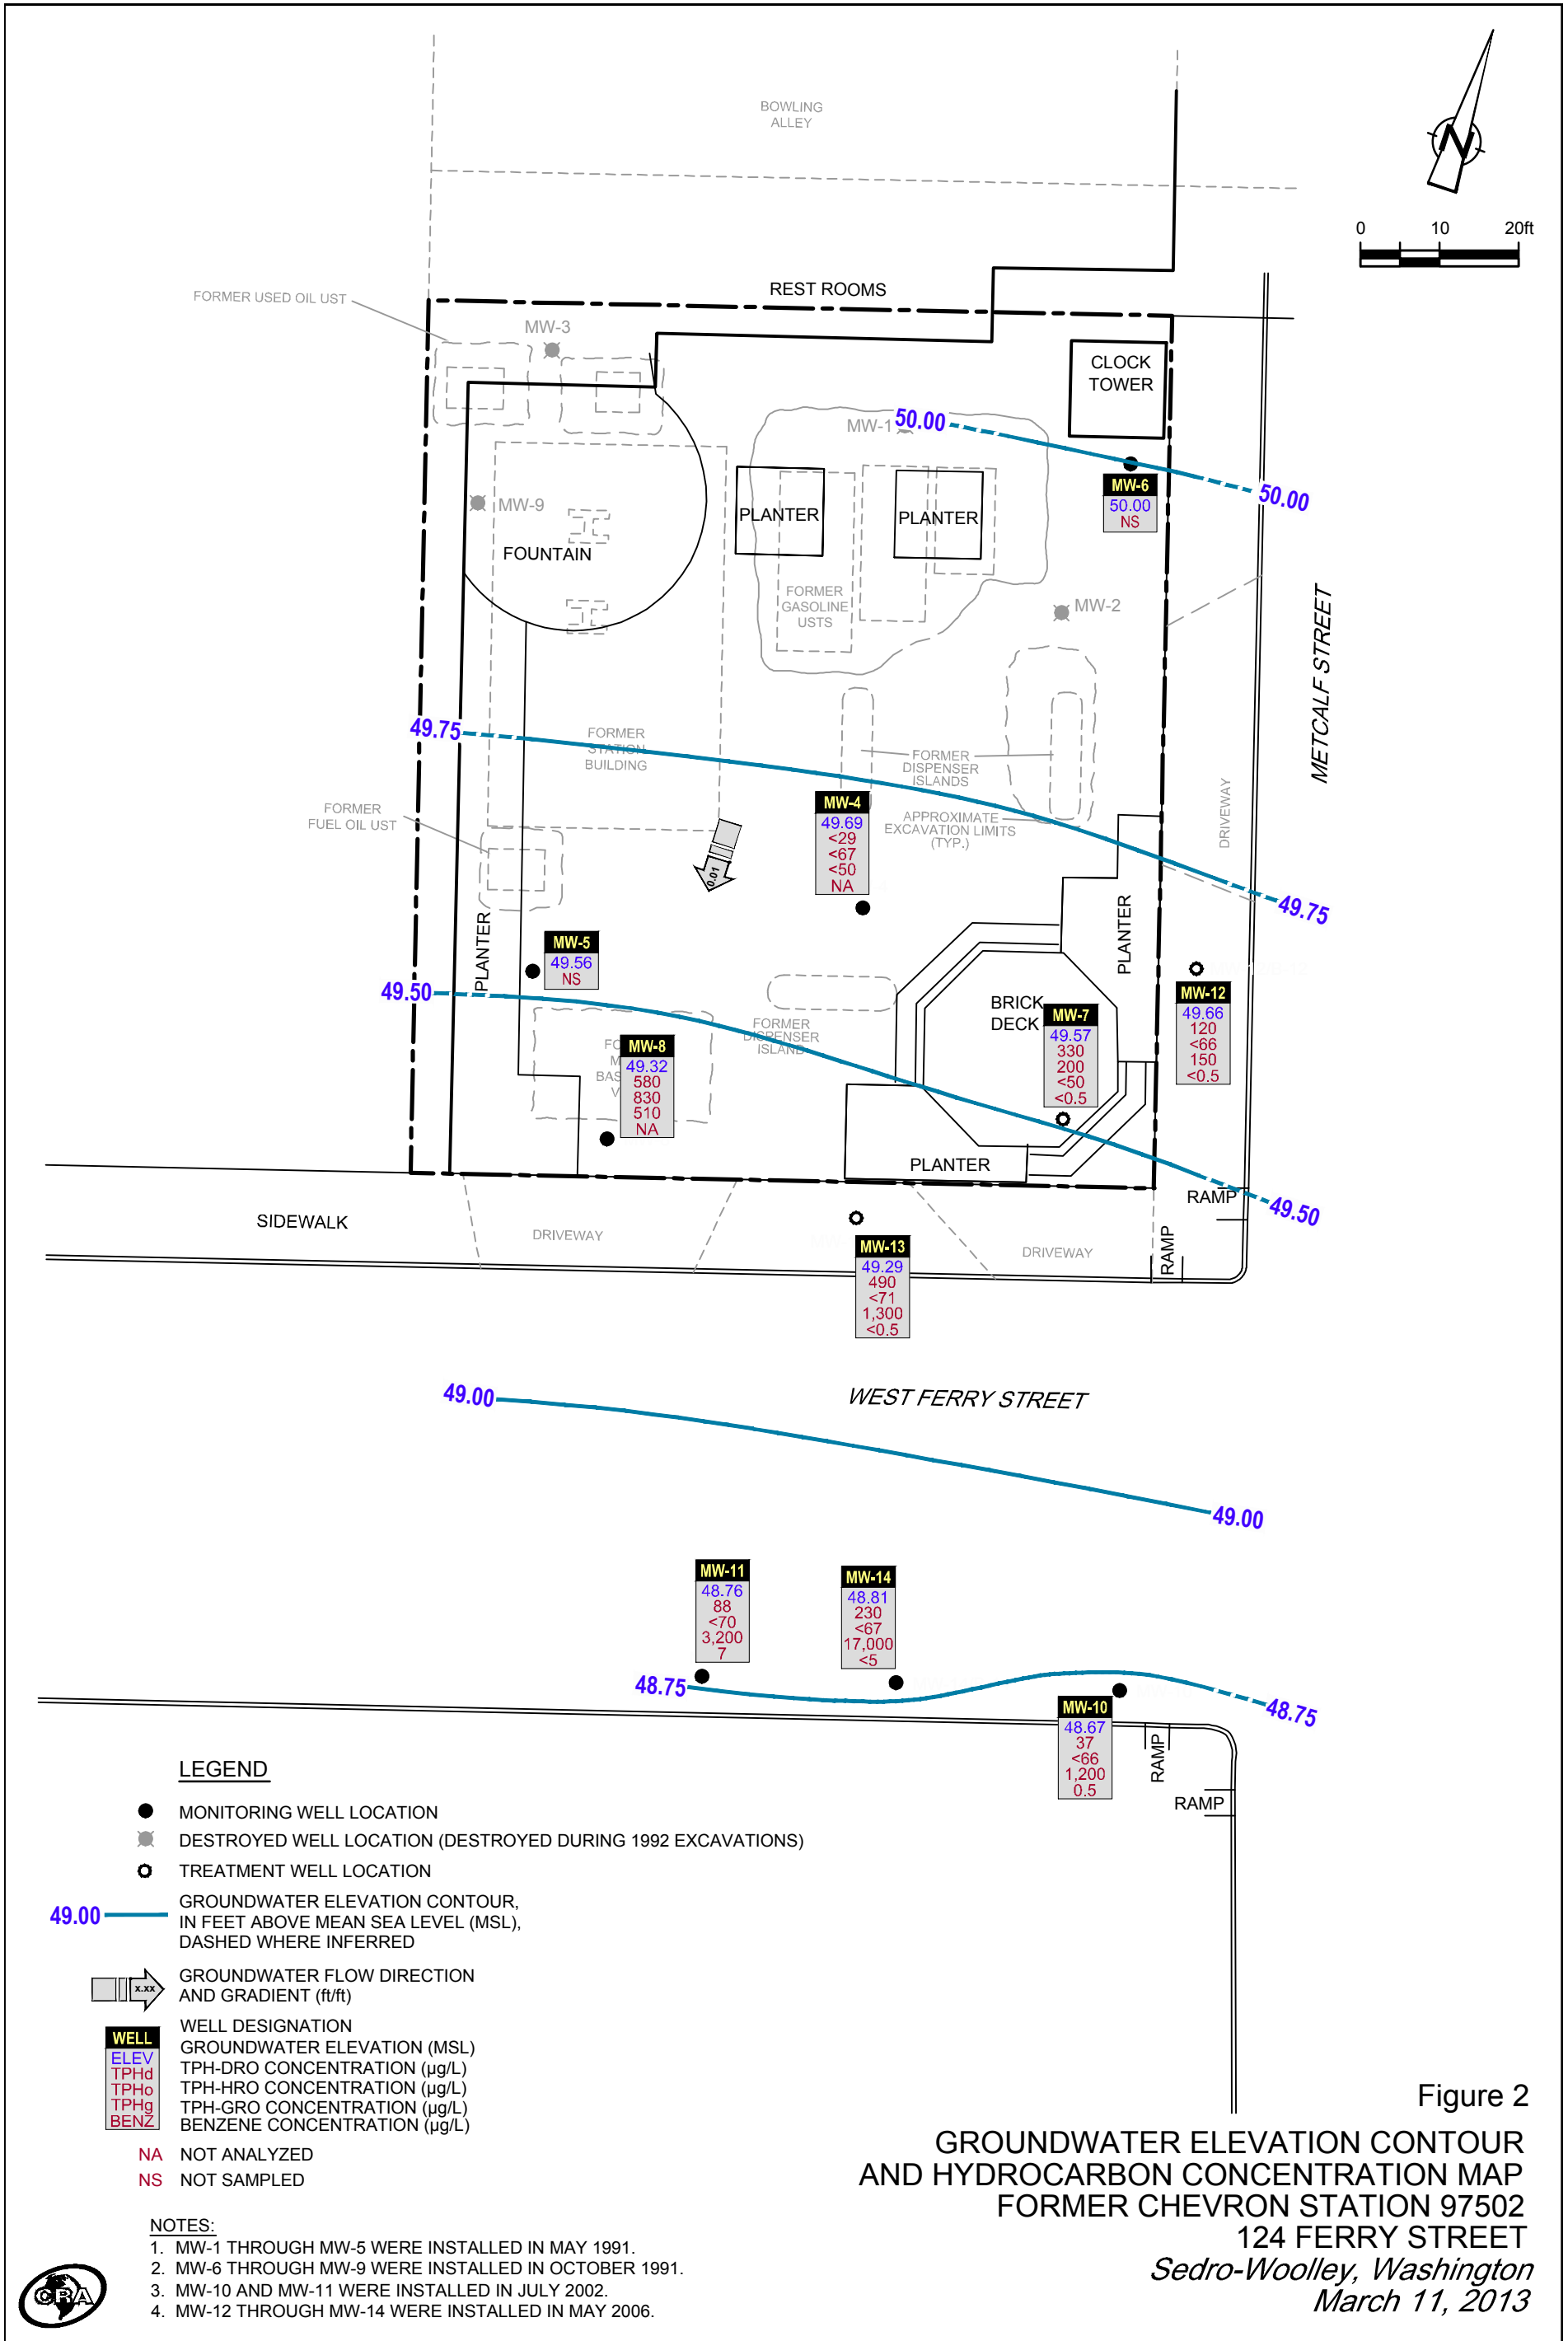 BOWLING
ALLEY
N
0 10 20ft
REST ROOMS
FORMER USED OIL UST
MW-3
CLOCK
TOWER
MW-1
50.00
50.00
MW-6
50.00
NS
MW-9
PLANTER
PLANTER
FOUNTAIN
FORMER
GASOLINE
USTS
MW-2
METCALF STREET
49.75
FORMER
STATION
BUILDING
FORMER
DISPENSER
ISLANDS
FORMER
FUEL OIL UST
MW-4
49.69
<29
<67
<50
NA
APPROXIMATE
EXCAVATION LIMITS
(TYP.)
DRIVEWAY
0.01
49.75
PLANTER
PLANTER
MW-5
49.56
NS
49.50
BRICK
DECK
MW-7
49.57
330
200
<50
<0.5
MW-12
49.66
120
<66
150
<0.5
FORMER
DISPENSER
ISLAND
MW-8
49.32
580
830
510
NA
PLANTER
RAMP
49.50
SIDEWALK
DRIVEWAY
DRIVEWAY
RAMP
MW-13
49.29
490
<71
1,300
<0.5
49.00
WEST FERRY STREET
49.00
MW-11
48.76
88
<70
3,200
7
MW-14
48.81
230
<67
17,000
<5
48.75
48.75
MW-10
48.67
37
<66
1,200
0.5
RAMP
RAMP
LEGEND
MONITORING WELL LOCATION
DESTROYED WELL LOCATION (DESTROYED DURING 1992 EXCAVATIONS)
TREATMENT WELL LOCATION
49.00
GROUNDWATER ELEVATION CONTOUR,
IN FEET ABOVE MEAN SEA LEVEL (MSL),
DASHED WHERE INFERRED
x.xx
GROUNDWATER FLOW DIRECTION
AND GRADIENT (ft/ft)
WELL WELL DESIGNATION
ELEV GROUNDWATER ELEVATION (MSL)
TPHd TPH-DRO CONCENTRATION (µg/L)
TPHo TPH-HRO CONCENTRATION (µg/L)
TPHg TPH-GRO CONCENTRATION (µg/L)
BENZ BENZENE CONCENTRATION (µg/L)
NA NOT ANALYZED
NS NOT SAMPLED
NOTES:
1. MW-1 THROUGH MW-5 WERE INSTALLED IN MAY 1991.
2. MW-6 THROUGH MW-9 WERE INSTALLED IN OCTOBER 1991.
3. MW-10 AND MW-11 WERE INSTALLED IN JULY 2002.
4. MW-12 THROUGH MW-14 WERE INSTALLED IN MAY 2006.
CRA
Figure 2
GROUNDWATER ELEVATION CONTOUR
AND HYDROCARBON CONCENTRATION MAP
FORMER CHEVRON STATION 97502
124 FERRY STREET
Sedro-Woolley, Washington
March 11, 2013